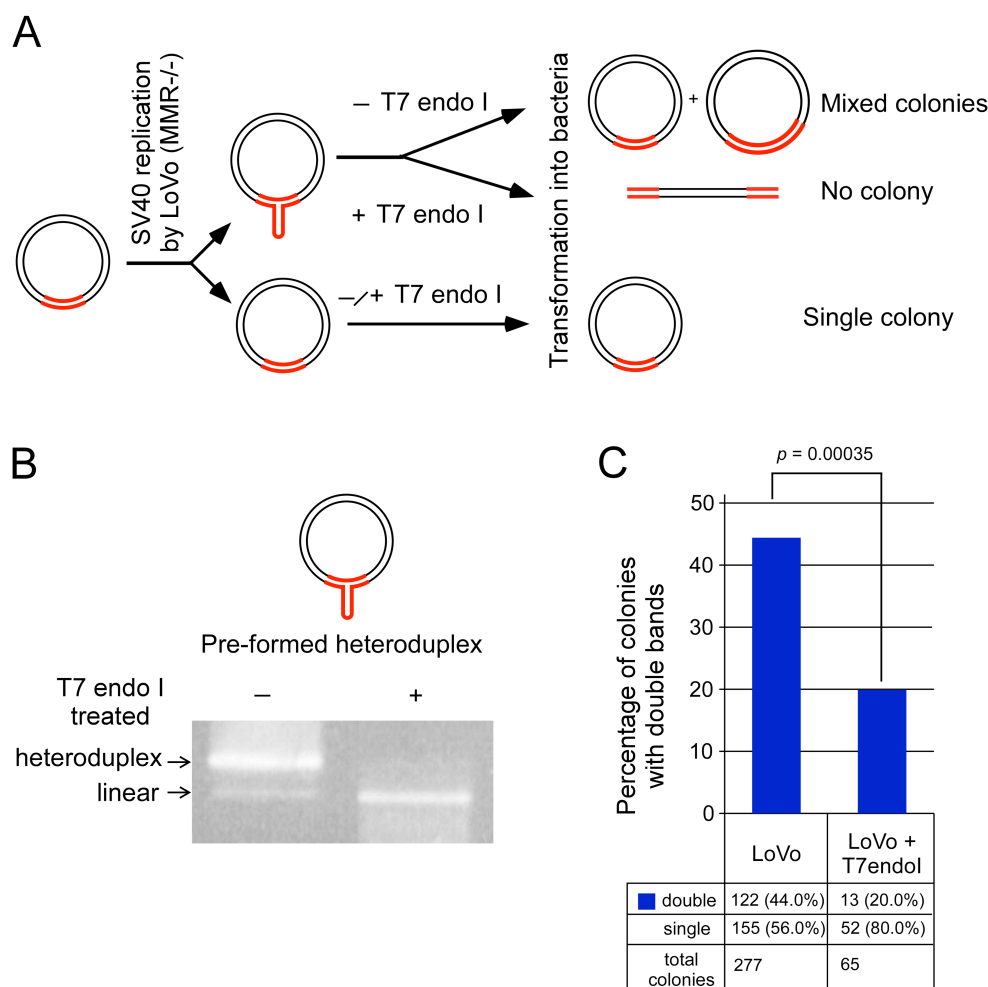 A
SV40 replication
by LoVo (MMR-/-)
– T7 endo I
+ T7 endo I
–/+ T7 endo I
Transformation into bacteria
+
Mixed colonies
No colony
Single colony
B
Pre-formed heteroduplex
T7 endo I
treated
–
+
heteroduplex
linear
C
p = 0.00035
Percentage of colonies
with double bands
50
40
30
20
10
0
LoVo
LoVo +
T7endoI
double 122 (44.0%) 13 (20.0%)
single 155 (56.0%) 52 (80.0%)
total
colonies 277 65